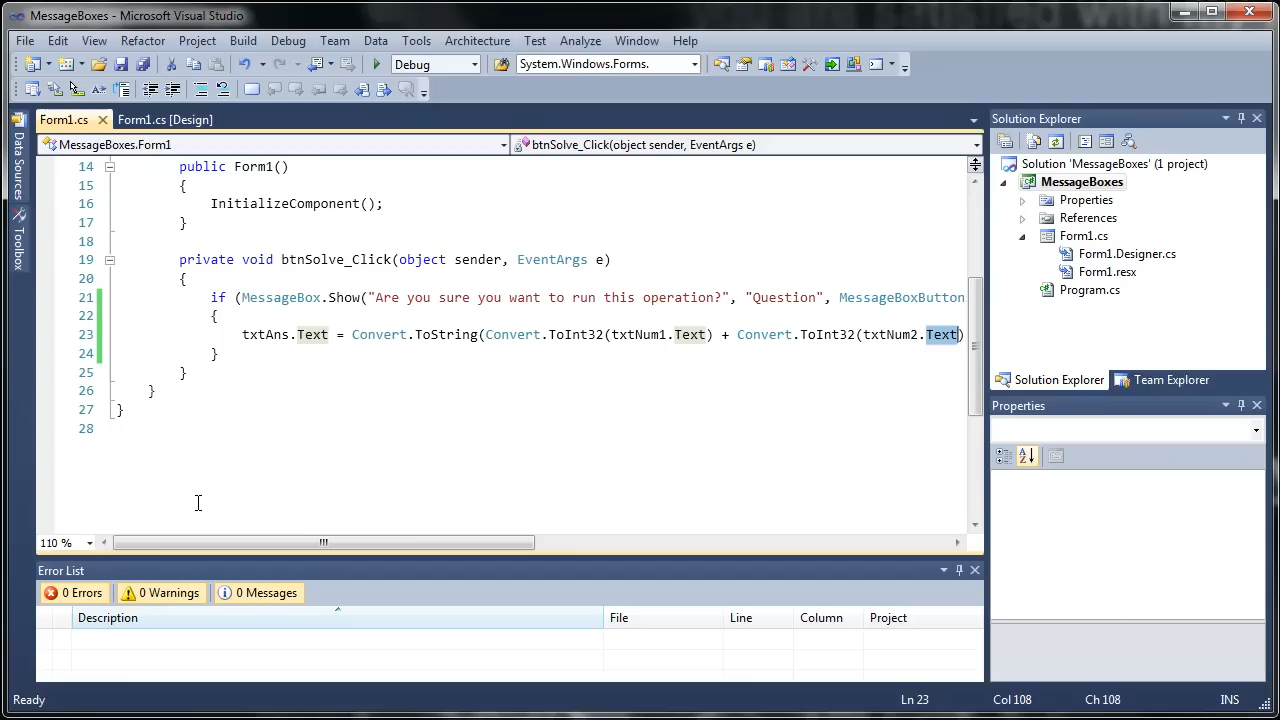 MessageBoxes - Microsoft Visual Studio
File Edit View Refactor Project Build Debug Team Data Tools Architecture Test Analyze Window Help
Debug System.Windows.Forms.
Form1.cs Form1.cs [Design]
MessageBoxes.Form1 btnSolve_Click(object sender, EventArgs e)
14 public Form1()
15 {
16 InitializeComponent();
17 }
18
19 private void btnSolve_Click(object sender, EventArgs e)
20 {
21 if (MessageBox.Show("Are you sure you want to run this operation?", "Question", MessageBoxButton
22 {
23 txtAns.Text = Convert.ToString(Convert.ToInt32(txtNum1.Text) + Convert.ToInt32(txtNum2.Text)
24 }
25 }
26 }
27 }
28
110 %
Data Sources
Toolbox
Solution Explorer
Solution 'MessageBoxes' (1 project)
MessageBoxes
Properties
References
Form1.cs
Form1.Designer.cs
Form1.resx
Program.cs
Solution Explorer Team Explorer
Properties
Error List
0 Errors 0 Warnings 0 Messages
Description File Line Column Project
Ready Ln 23 Col 108 Ch 108 INS